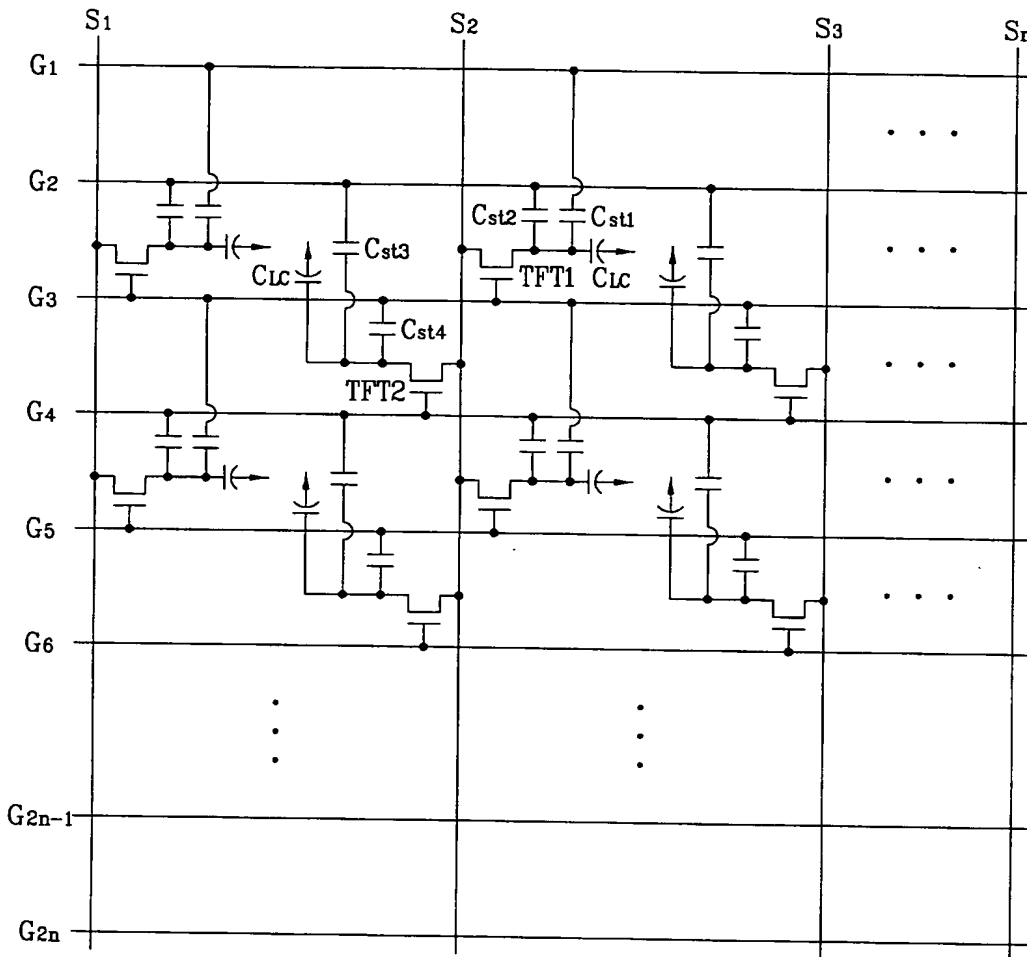 S1 S2 S3
G1
G2
Cst2 Cst1
Cst3
CLC TFT1 CLC
G3
Cst4
TFT2
G4
G5
G6
G2n-1
G2n